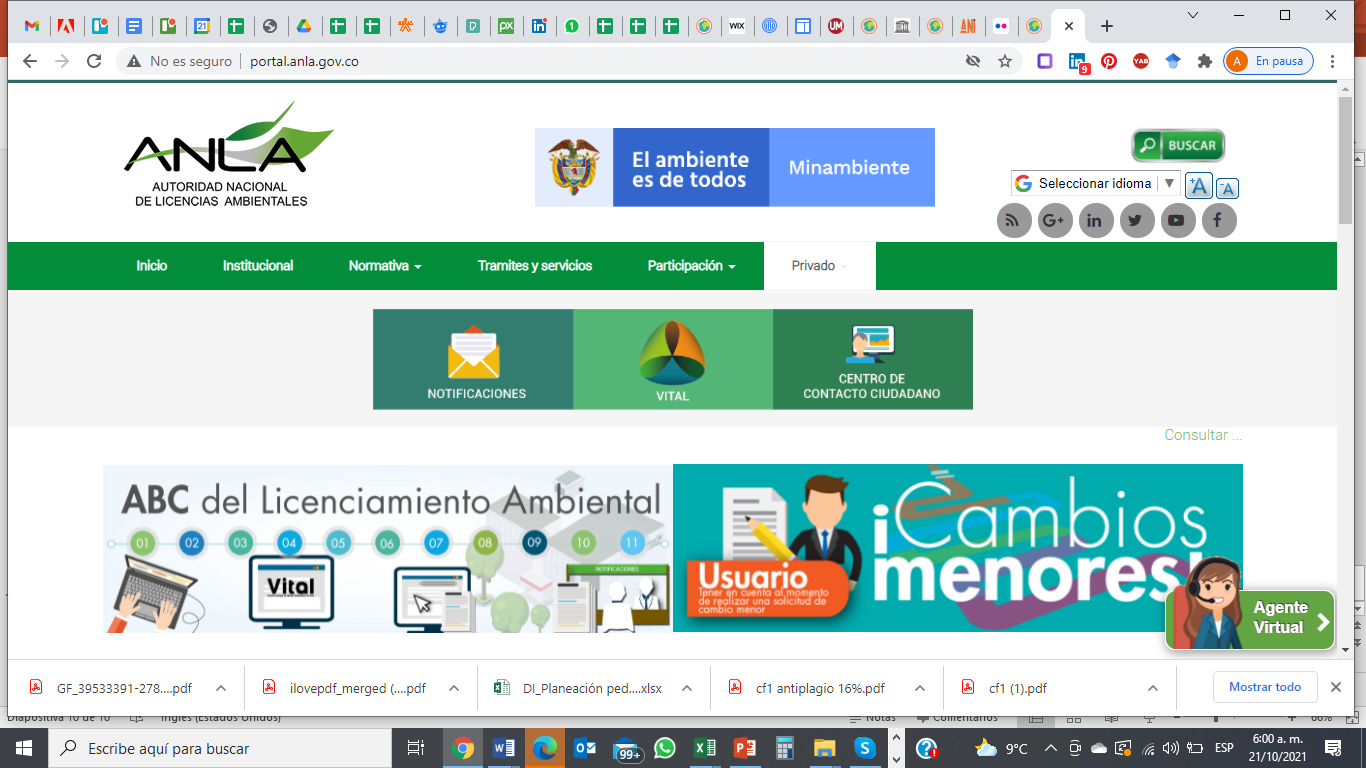 No es seguro
portal.anla.gov.co
9
YAB
A
En pausa
ANLA
AUTORIDAD NACIONAL
DE LICENCIAS AMBIENTALES
El ambiente
es de todos
Minambiente
BUSCAR
Seleccionar idioma
+A
-A
Inicio
Institucional
Normativa
Tramites y servicios
Participación
Privado
NOTIFICACIONES
VITAL
CENTRO DE
CONTACTO CIUDADANO
Consultar ...
ABC del Licenciamiento Ambiental
01 02 03 04 05 06 07 08 09 10 11
Vital
NOTIFICACIONES
Usuario
Tener en cuenta al momento
de realizar una solicitud de
cambio menor
¡Cambios
menores!
Agente
Virtual
GF_39533391-278....pdf
ilovepdf_merged (....pdf
DI_Planeación ped....xlsx
cf1 antiplagio 16%.pdf
cf1 (1).pdf
Mostrar todo
Diapositiva 10 de 10
Inglés (Estados Unidos)
Notas
Comentarios
66%
Escribe aquí para buscar
99+
9°C
ESP
6:00 a. m.
21/10/2021